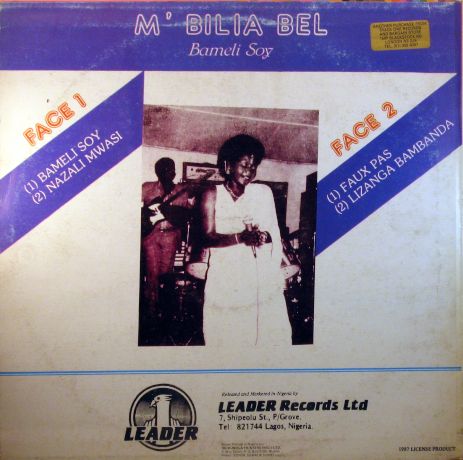 M' BILIA BEL
Bameli Soy
FACE 1
(1) BAMELI SOY
(2) NAZALI MWASI
FACE 2
(1) FAUX PAS
(2) LIZANGA BAMBANDA
1
LEADER
Released and Marketed in Nigeria by
LEADER Records Ltd
7, Shipeolu St., P/Grove.
Tel: 821744 Lagos, Nigeria.
1987 LICENSE PRODUCT